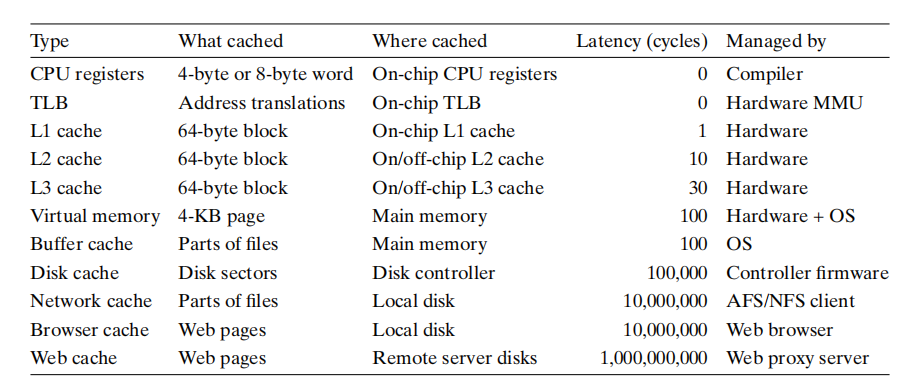 Type What cached Where cached Latency (cycles) Managed by
CPU registers 4-byte or 8-byte word On-chip CPU registers 0 Compiler
TLB Address translations On-chip TLB 0 Hardware MMU
L1 cache 64-byte block On-chip L1 cache 1 Hardware
L2 cache 64-byte block On/off-chip L2 cache 10 Hardware
L3 cache 64-byte block On/off-chip L3 cache 30 Hardware
Virtual memory 4-KB page Main memory 100 Hardware + OS
Buffer cache Parts of files Main memory 100 OS
Disk cache Disk sectors Disk controller 100,000 Controller firmware
Network cache Parts of files Local disk 10,000,000 AFS/NFS client
Browser cache Web pages Local disk 10,000,000 Web browser
Web cache Web pages Remote server disks 1,000,000,000 Web proxy server